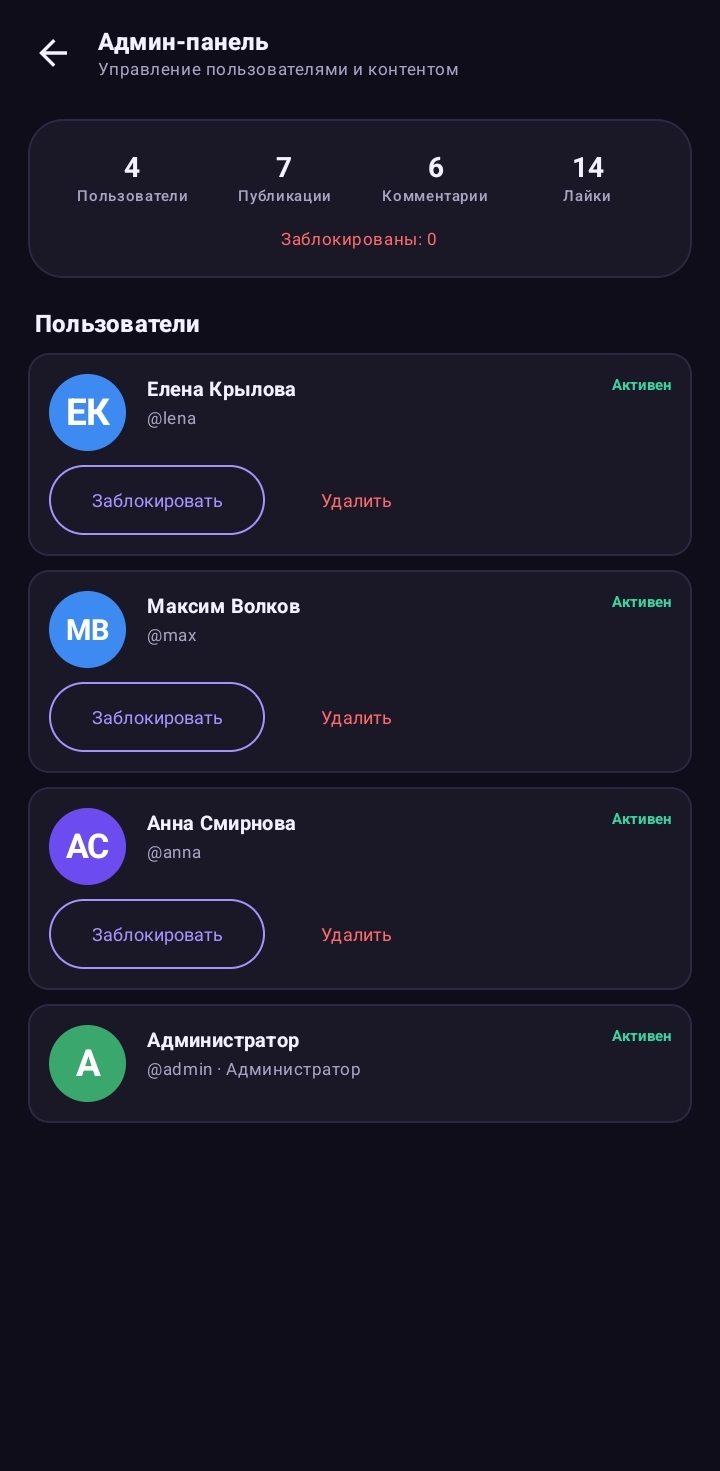 Админ-панель
Управление пользователями и контентом
4 7 6 14
Пользователи Публикации Комментарии Лайки
Заблокированы: 0
Пользователи
ЕК Елена Крылова Активен
@lena
Заблокировать Удалить
МВ Максим Волков Активен
@max
Заблокировать Удалить
АС Анна Смирнова Активен
@anna
Заблокировать Удалить
А Администратор Активен
@admin · Администратор